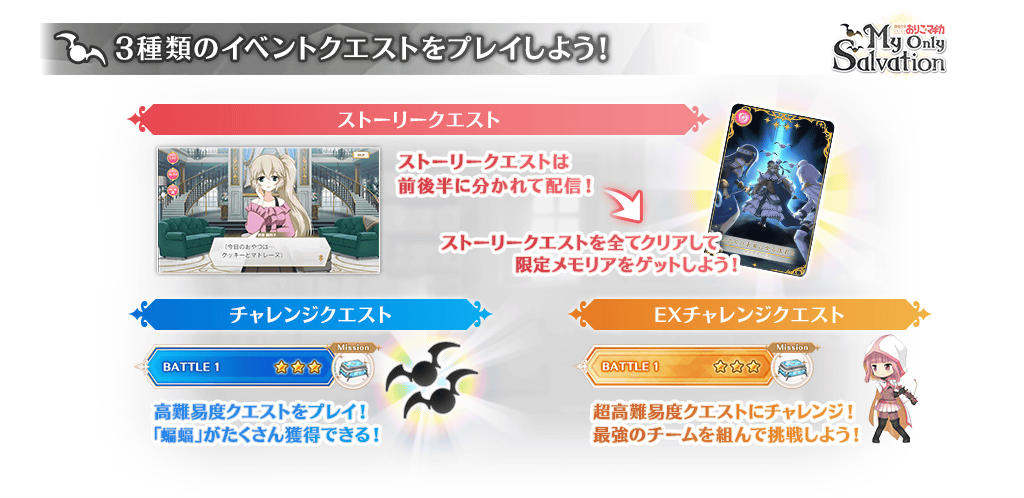 3種類のイベントクエストをプレイしよう!
おりこマギカ
My Only
Salvation
ストーリークエスト
ストーリークエストは
前後半に分かれて配信!
(今日のおやつは…
クッキーとマドレーヌ)
ストーリークエストを全てクリアして
限定メモリアをゲットしよう!
チャレンジクエスト
Mission
BATTLE 1
高難易度クエストをプレイ!
「蝙蝠」がたくさん獲得できる!
EXチャレンジクエスト
Mission
BATTLE 1
超高難易度クエストにチャレンジ!
最強のチームを組んで挑戦しよう!